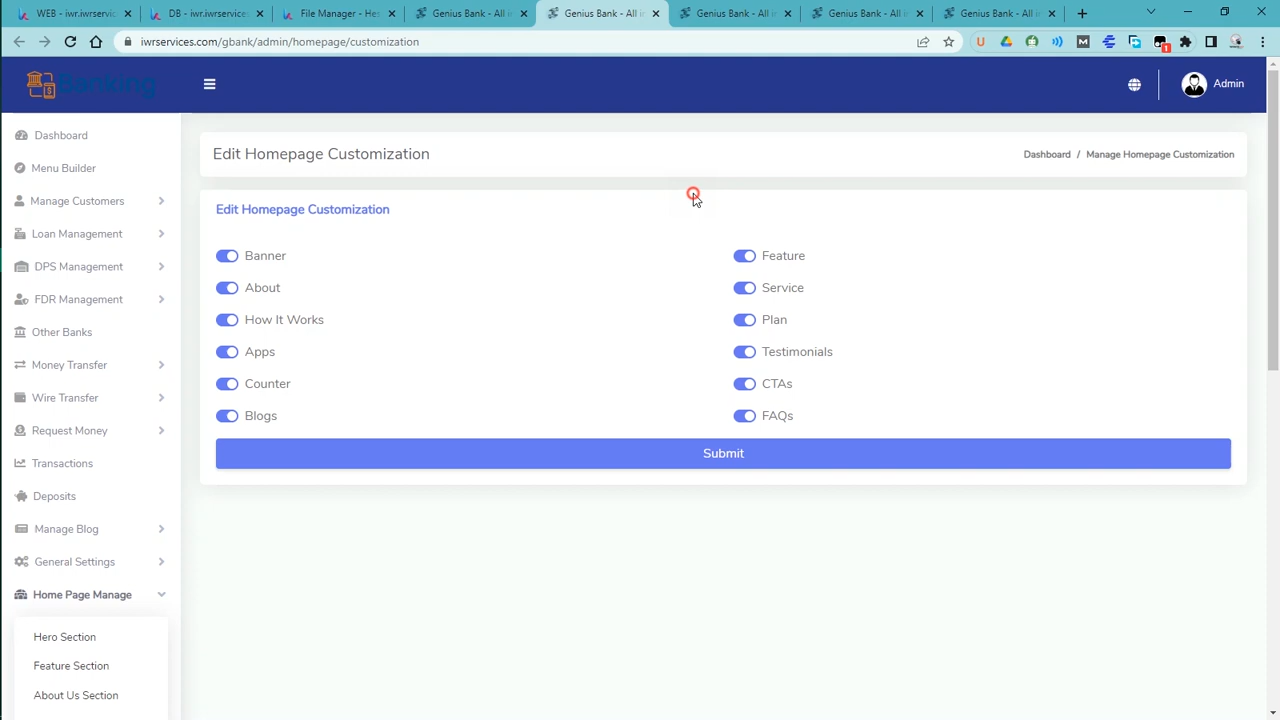 WEB - iwr.iwrservic
DB - iwr.iwrservices
File Manager - Hes
Genius Bank - All i
Genius Bank - All i
Genius Bank - All i
Genius Bank - All i
Genius Bank - All i
iwrservices.com/gbank/admin/homepage/customization
Banking
Admin
Dashboard
Menu Builder
Manage Customers
Loan Management
DPS Management
FDR Management
Other Banks
Money Transfer
Wire Transfer
Request Money
Transactions
Deposits
Manage Blog
General Settings
Home Page Manage
Hero Section
Feature Section
About Us Section
Edit Homepage Customization
Dashboard / Manage Homepage Customization
Edit Homepage Customization
Banner
Feature
About
Service
How It Works
Plan
Apps
Testimonials
Counter
CTAs
Blogs
FAQs
Submit